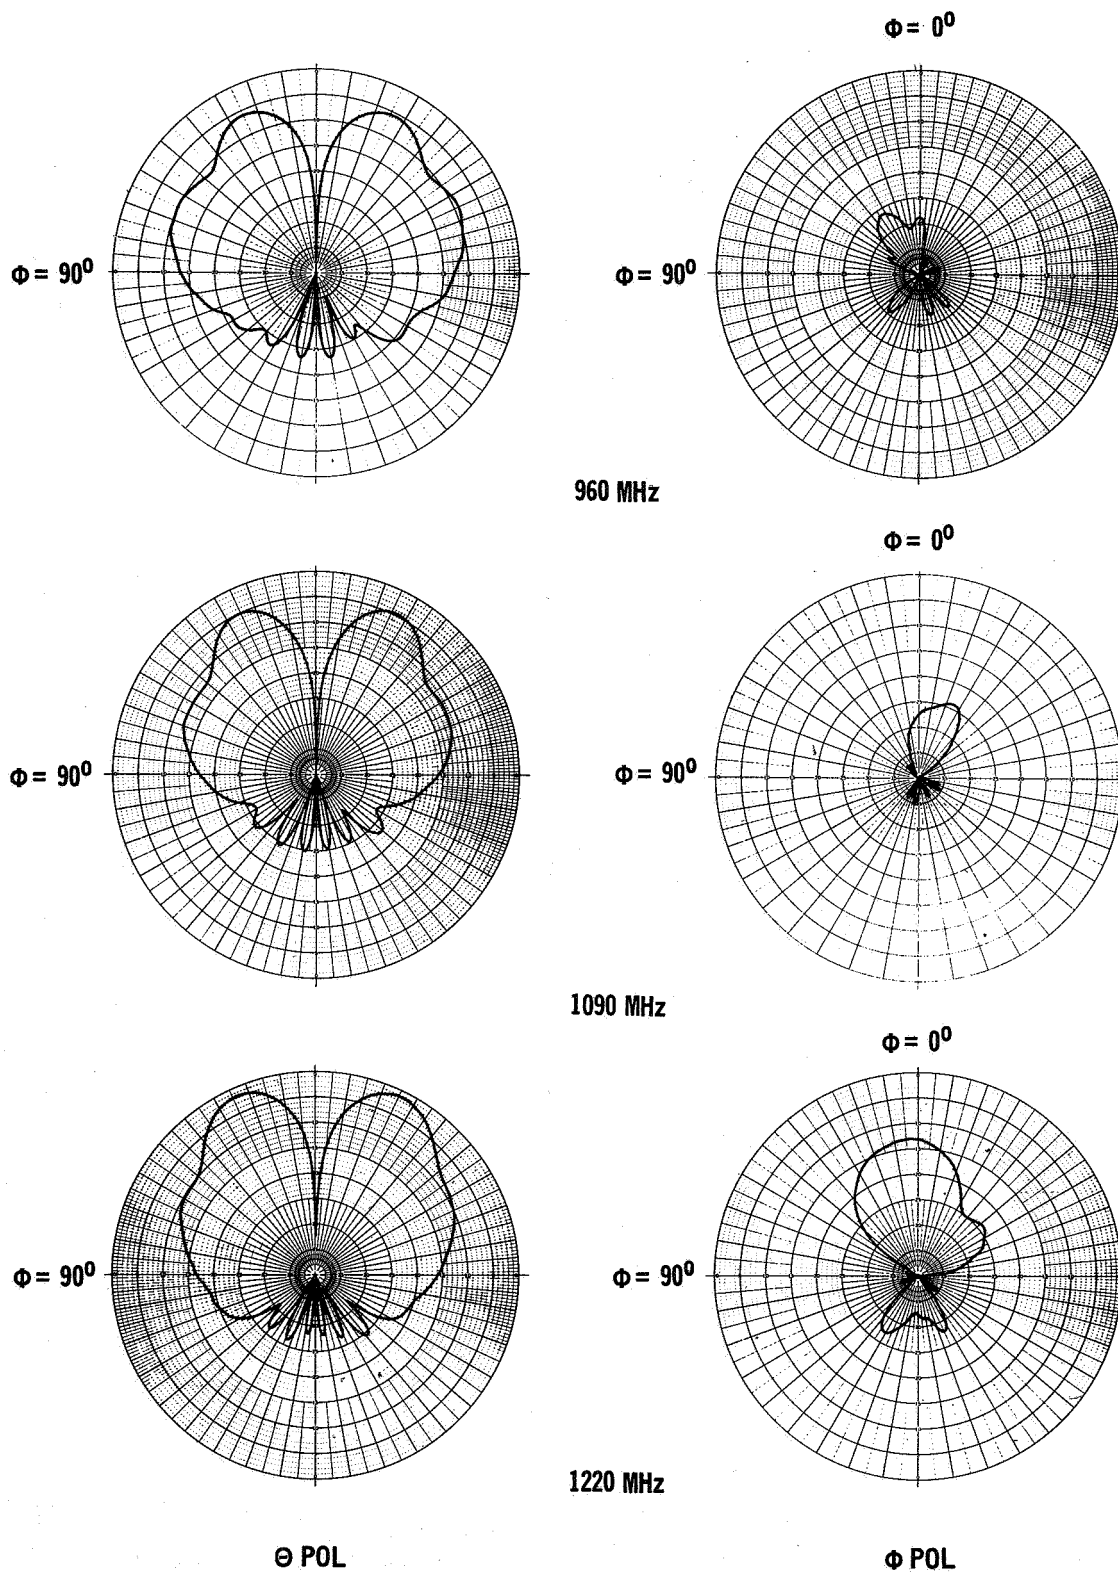 Φ = 0⁰
Φ = 90⁰
Φ = 90⁰
960 MHz
Φ = 0⁰
Φ = 90⁰
Φ = 90⁰
1090 MHz
Φ = 0⁰
Φ = 90⁰
Φ = 90⁰
1220 MHz
Θ POL
Φ POL